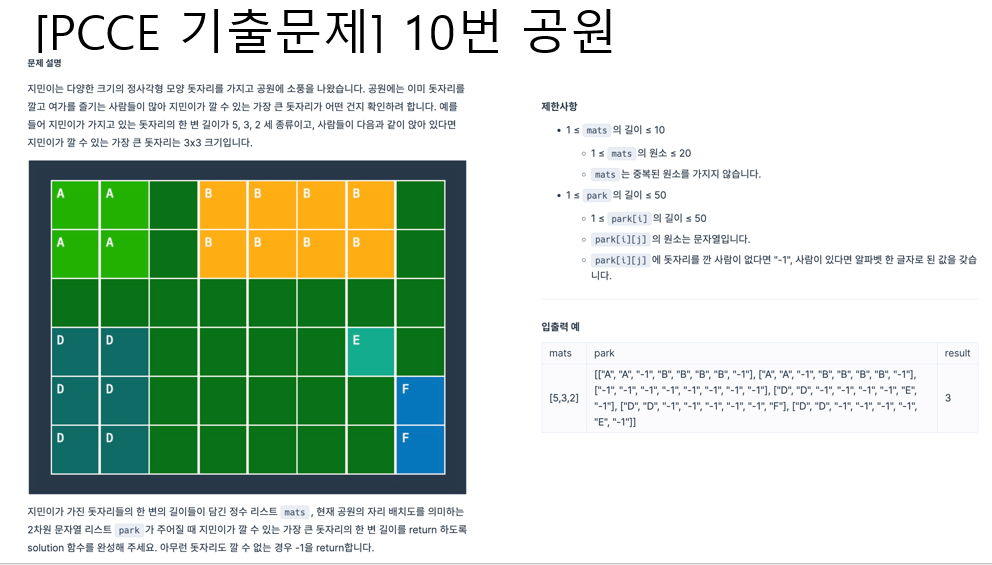 [PCCE 기출문제] 10번 공원
문제 설명
지민이는 다양한 크기의 정사각형 모양 돗자리를 가지고 공원에 소풍을 나왔습니다. 공원에는 이미 돗자리를
깔고 여가를 즐기는 사람들이 많아 지민이가 깔 수 있는 가장 큰 돗자리가 어떤 건지 확인하려 합니다. 예를
들어 지민이가 가지고 있는 돗자리의 한 변 길이가 5, 3, 2 세 종류이고, 사람들이 다음과 같이 앉아 있다면
지민이가 깔 수 있는 가장 큰 돗자리는 3x3 크기입니다.
A A B B B B
A A B B B B
D D E
D D F
D D F
지민이가 가진 돗자리들의 한 변의 길이들이 담긴 정수 리스트 mats, 현재 공원의 자리 배치도를 의미하는
2차원 문자열 리스트 park가 주어질 때 지민이가 깔 수 있는 가장 큰 돗자리의 한 변 길이를 return 하도록
solution 함수를 완성해 주세요. 아무런 돗자리도 깔 수 없는 경우 -1을 return합니다.
제한사항
• 1 ≤ mats의 길이 ≤ 10
◦ 1 ≤ mats의 원소 ≤ 20
◦ mats는 중복된 원소를 가지지 않습니다.
• 1 ≤ park의 길이 ≤ 50
◦ 1 ≤ park[i]의 길이 ≤ 50
◦ park[i][j]의 원소는 문자열입니다.
◦ park[i][j]에 돗자리를 깐 사람이 없다면 "-1", 사람이 있다면 알파벳 한 글자로 된 값을 갖습
니다.
입출력 예
mats park result
[["A", "A", "-1", "B", "B", "B", "B", "-1"], ["A", "A", "-1", "B", "B", "B", "B", "-1"],
["-1", "-1", "-1", "-1", "-1", "-1", "-1", "-1"], ["D", "D", "-1", "-1", "-1", "-1", "E",
[5,3,2] 3
"-1"], ["D", "D", "-1", "-1", "-1", "-1", "-1", "F"], ["D", "D", "-1", "-1", "-1", "-1",
"E", "-1"]]